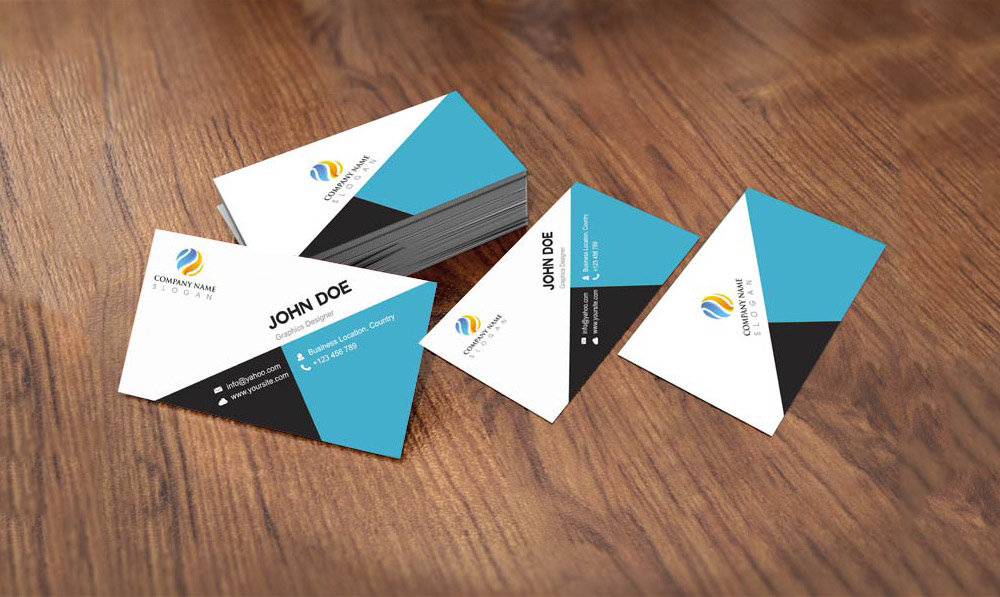 COMPANY NAME
SLOGAN
COMPANY NAME
SLOGAN
JOHN DOE
Graphics Designer
Business Location, Country
+123 456 789
info@yahoo.com
www.yoursite.com
JOHN DOE
Graphics Designer
Business Location, Country
+123 456 789
info@yahoo.com
www.yoursite.com
COMPANY NAME
SLOGAN
COMPANY NAME
SLOGAN